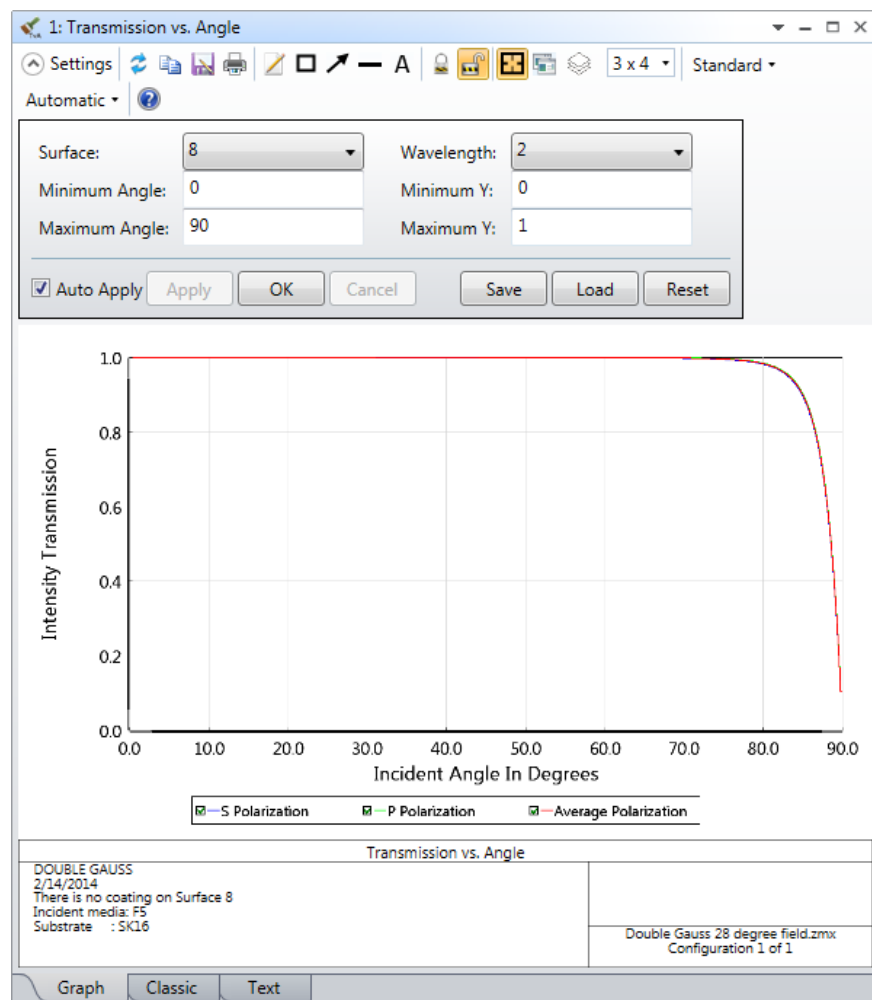 1: Transmission vs. Angle
Settings A 3 x 4 Standard
Automatic ?
Surface: 8 Wavelength: 2
Minimum Angle: 0 Minimum Y: 0
Maximum Angle: 90 Maximum Y: 1
Auto Apply Apply OK Cancel Save Load Reset
1.0
0.8
0.6
0.4
0.2
0.0
Intensity Transmission
0.0 10.0 20.0 30.0 40.0 50.0 60.0 70.0 80.0 90.0
Incident Angle In Degrees
S Polarization P Polarization Average Polarization
Transmission vs. Angle
DOUBLE GAUSS
2/14/2014
There is no coating on Surface 8
Incident media: F5
Substrate : SK16
Double Gauss 28 degree field.zmx
Configuration 1 of 1
Graph Classic Text